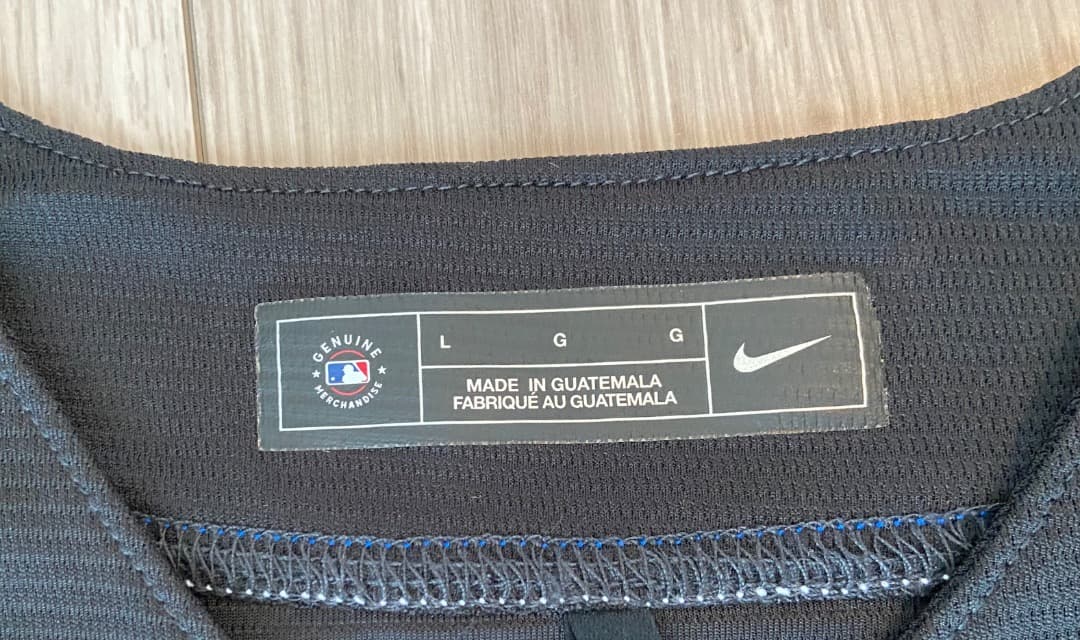 GENUINE
MERCHANDISE
L G G
MADE IN GUATEMALA
FABRIQUÉ AU GUATEMALA